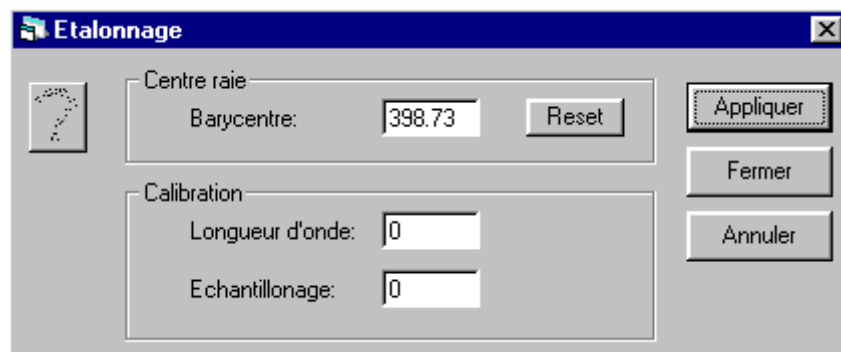 Etalonnage
Centre raie
Barycentre: 398.73 Reset
Calibration
Longueur d'onde: 0
Echantillonage: 0
Appliquer
Fermer
Annuler